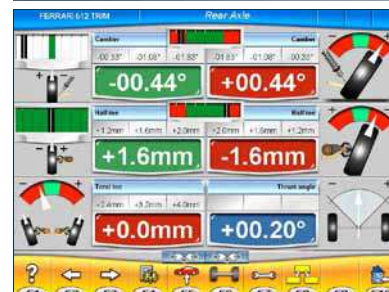 FERRARI 612 TRIM Rear Axle
Camber Camber
-00.33° -01.08° -01.83° -01.83° -01.08° -00.33°
-00.44° +00.44°
Half toe Half toe
+1.2mm +1.6mm +2.0mm +2.0mm +1.6mm +1.2mm
+1.6mm -1.6mm
Total toe Thrust angle
+2.4mm +3.2mm +4.0mm
+0.0mm +00.20°